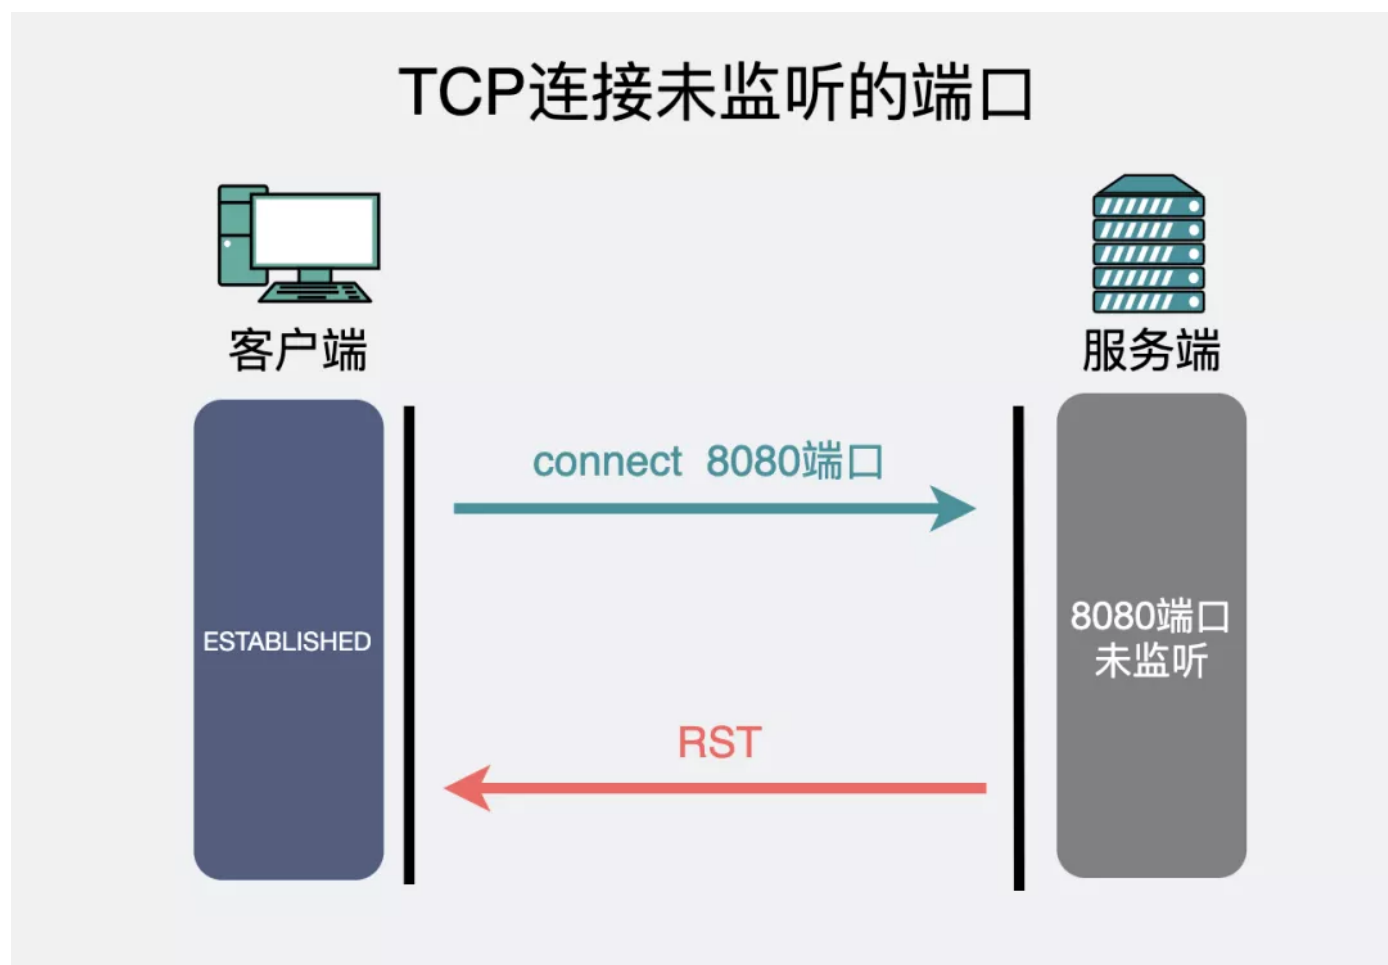 TCP连接未监听的端口
客户端
服务端
connect 8080端口
ESTABLISHED
8080端口
未监听
RST